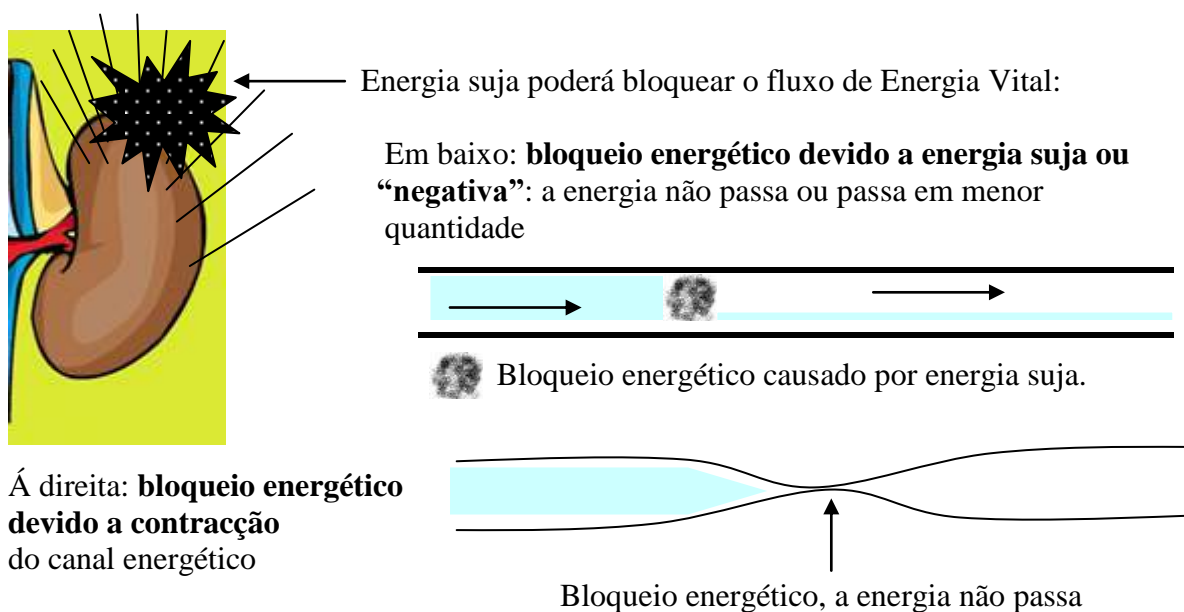 Energia suja poderá bloquear o fluxo de Energia Vital:
Em baixo: bloqueio energético devido a energia suja ou
“negativa”: a energia não passa ou passa em menor
quantidade
Bloqueio energético causado por energia suja.
Á direita: bloqueio energético
devido a contracção
do canal energético
Bloqueio energético, a energia não passa